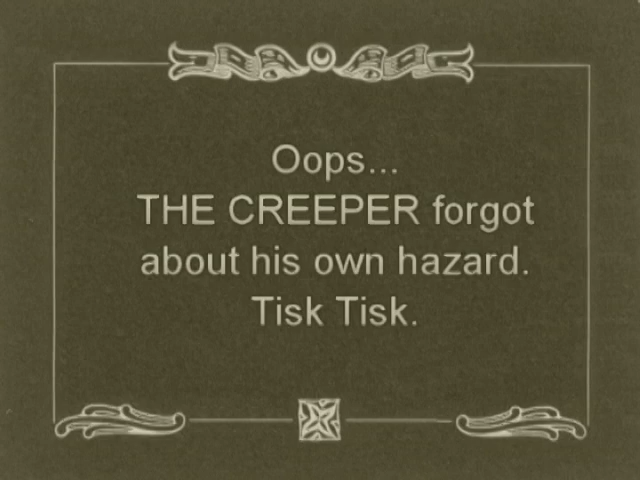 Oops...
THE CREEPER forgot
about his own hazard.
Tisk Tisk.